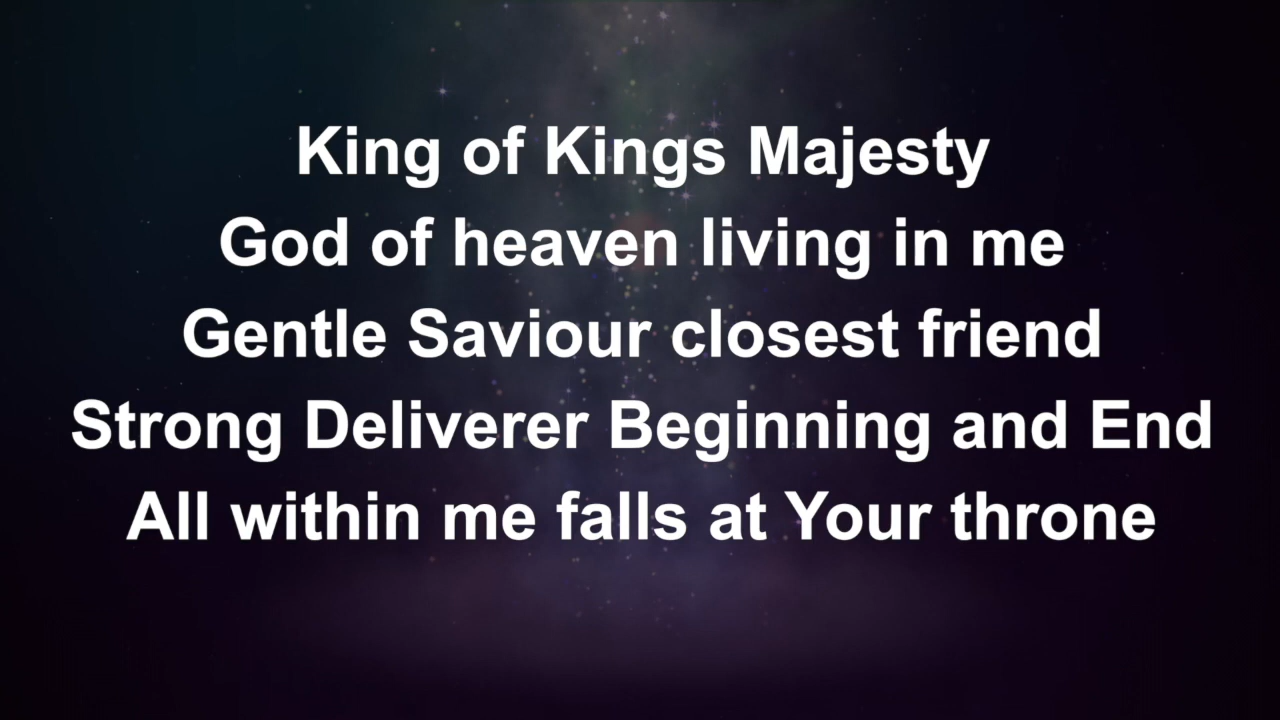 King of Kings Majesty
God of heaven living in me
Gentle Saviour closest friend
Strong Deliverer Beginning and End
All within me falls at Your throne